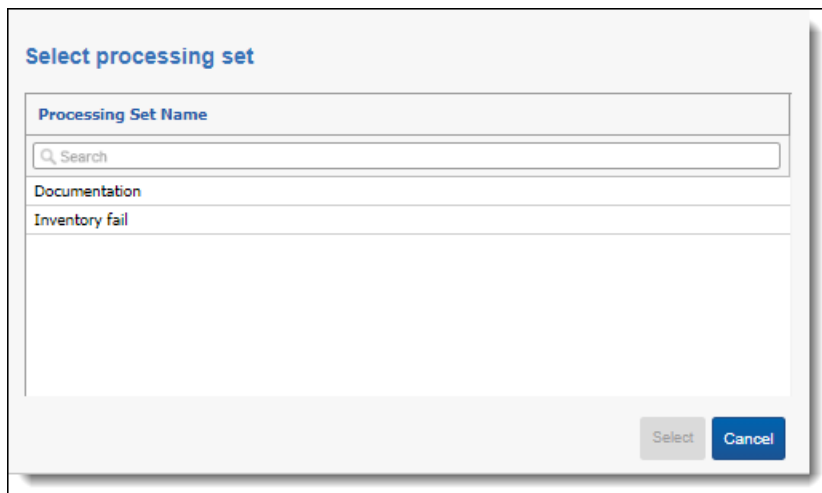 Select processing set
Processing Set Name
Search
Documentation
Inventory fail
Select Cancel